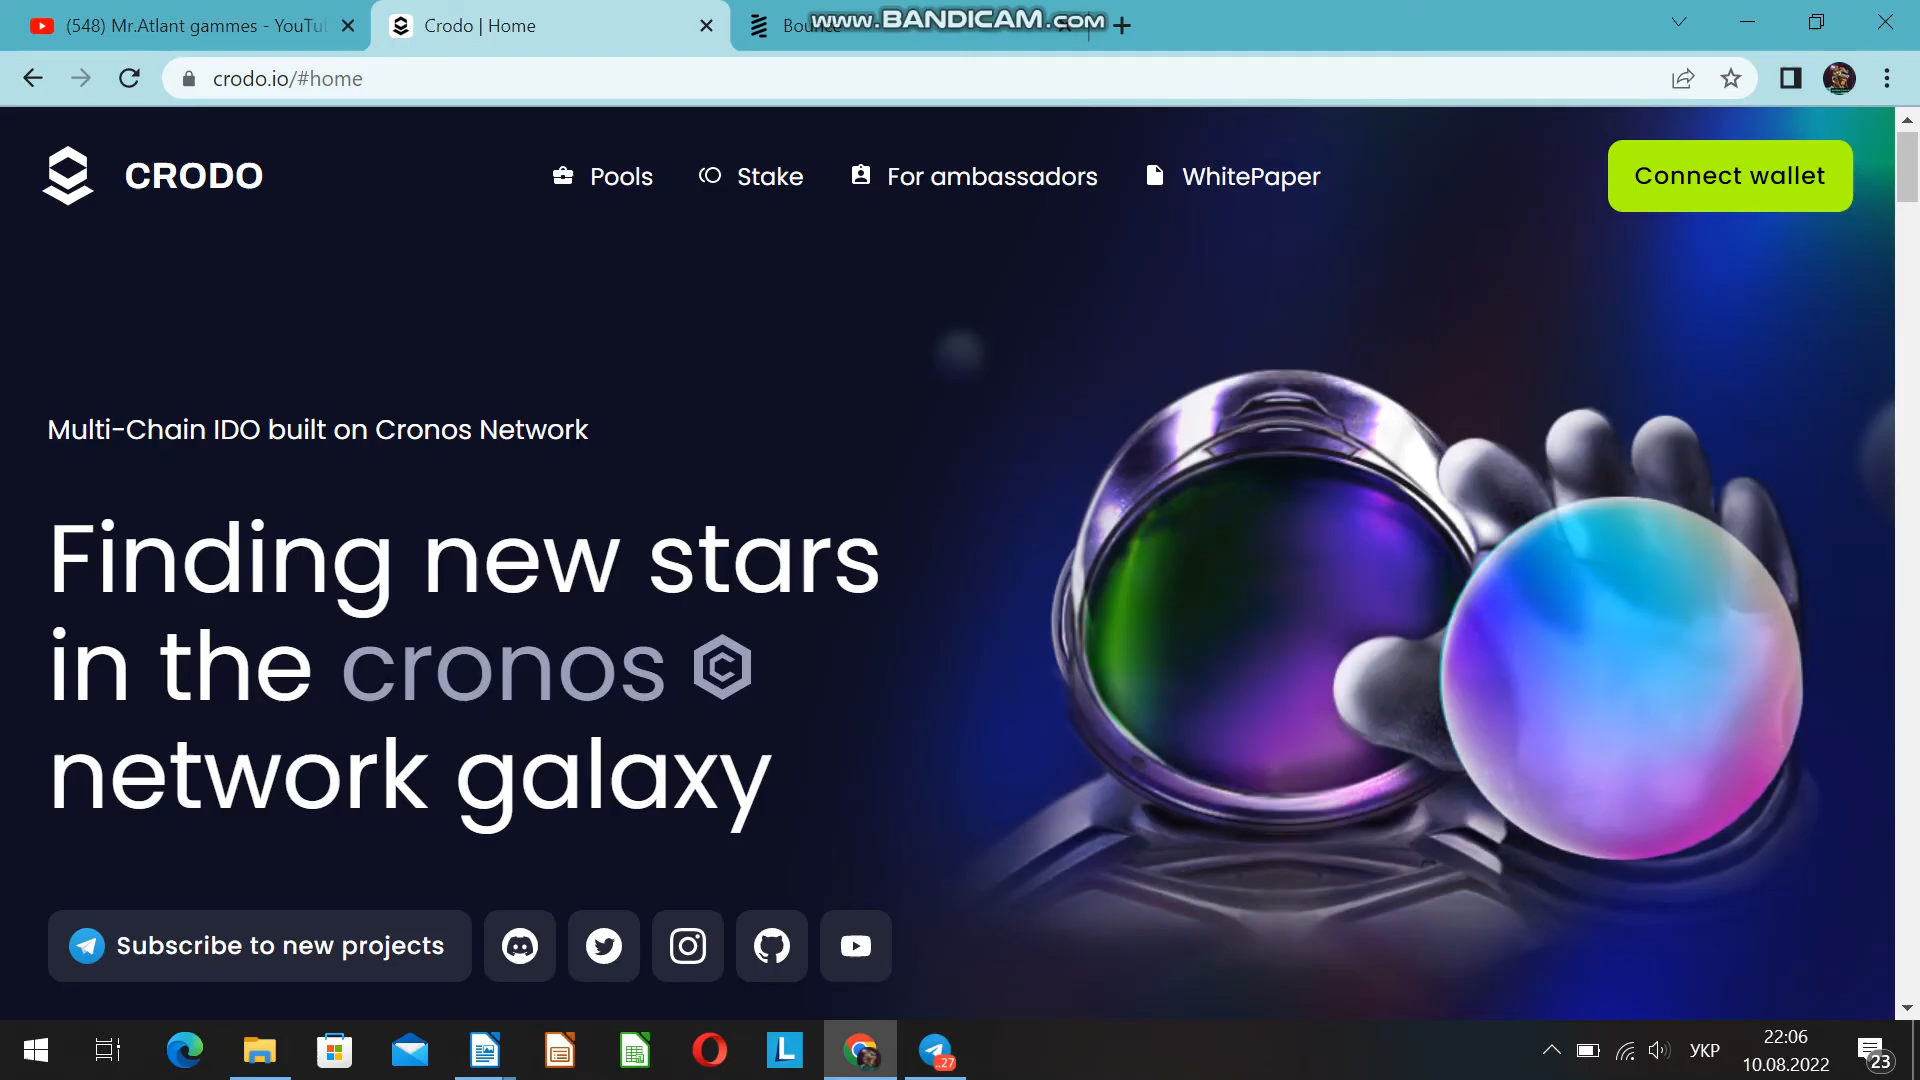 (548) Mr.Atlant gammes - YouTu
Crodo | Home
www.BANDICAM.com
crodo.io/#home
CRODO
Pools
Stake
For ambassadors
WhitePaper
Connect wallet
Multi-Chain IDO built on Cronos Network
Finding new stars
in the cronos
network galaxy
Subscribe to new projects
L
..27
УКР
22:06
10.08.2022
23